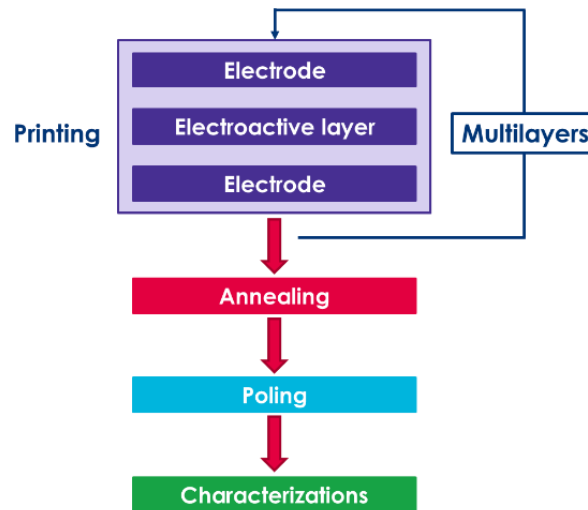 Electrode
Printing
Electroactive layer
Multilayers
Electrode
Annealing
Poling
Characterizations